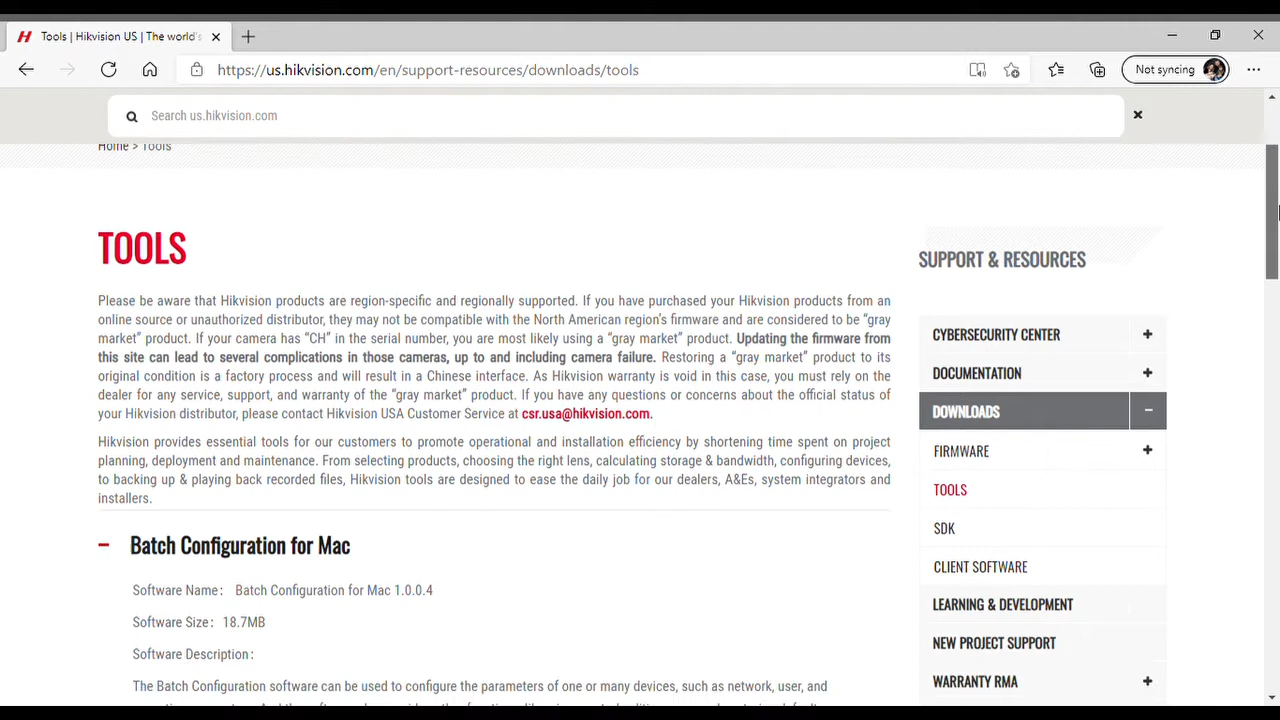 Tools | Hikvision US | The world's
https://us.hikvision.com/en/support-resources/downloads/tools
Not syncing
Search us.hikvision.com
Home > Tools
TOOLS
Please be aware that Hikvision products are region-specific and regionally supported. If you have purchased your Hikvision products from an
online source or unauthorized distributor, they may not be compatible with the North American region's firmware and are considered to be “gray
market” product. If your camera has “CH” in the serial number, you are most likely using a “gray market” product. Updating the firmware from
this site can lead to several complications in those cameras, up to and including camera failure. Restoring a “gray market” product to its
original condition is a factory process and will result in a Chinese interface. As Hikvision warranty is void in this case, you must rely on the
dealer for any service, support, and warranty of the “gray market” product. If you have any questions or concerns about the official status of
your Hikvision distributor, please contact Hikvision USA Customer Service at csr.usa@hikvision.com.
Hikvision provides essential tools for our customers to promote operational and installation efficiency by shortening time spent on project
planning, deployment and maintenance. From selecting products, choosing the right lens, calculating storage & bandwidth, configuring devices,
to backing up & playing back recorded files, Hikvision tools are designed to ease the daily job for our dealers, A&Es, system integrators and
installers.
Batch Configuration for Mac
Software Name: Batch Configuration for Mac 1.0.0.4
Software Size: 18.7MB
Software Description:
The Batch Configuration software can be used to configure the parameters of one or many devices, such as network, user, and
SUPPORT & RESOURCES
CYBERSECURITY CENTER
DOCUMENTATION
DOWNLOADS
FIRMWARE
TOOLS
SDK
CLIENT SOFTWARE
LEARNING & DEVELOPMENT
NEW PROJECT SUPPORT
WARRANTY RMA